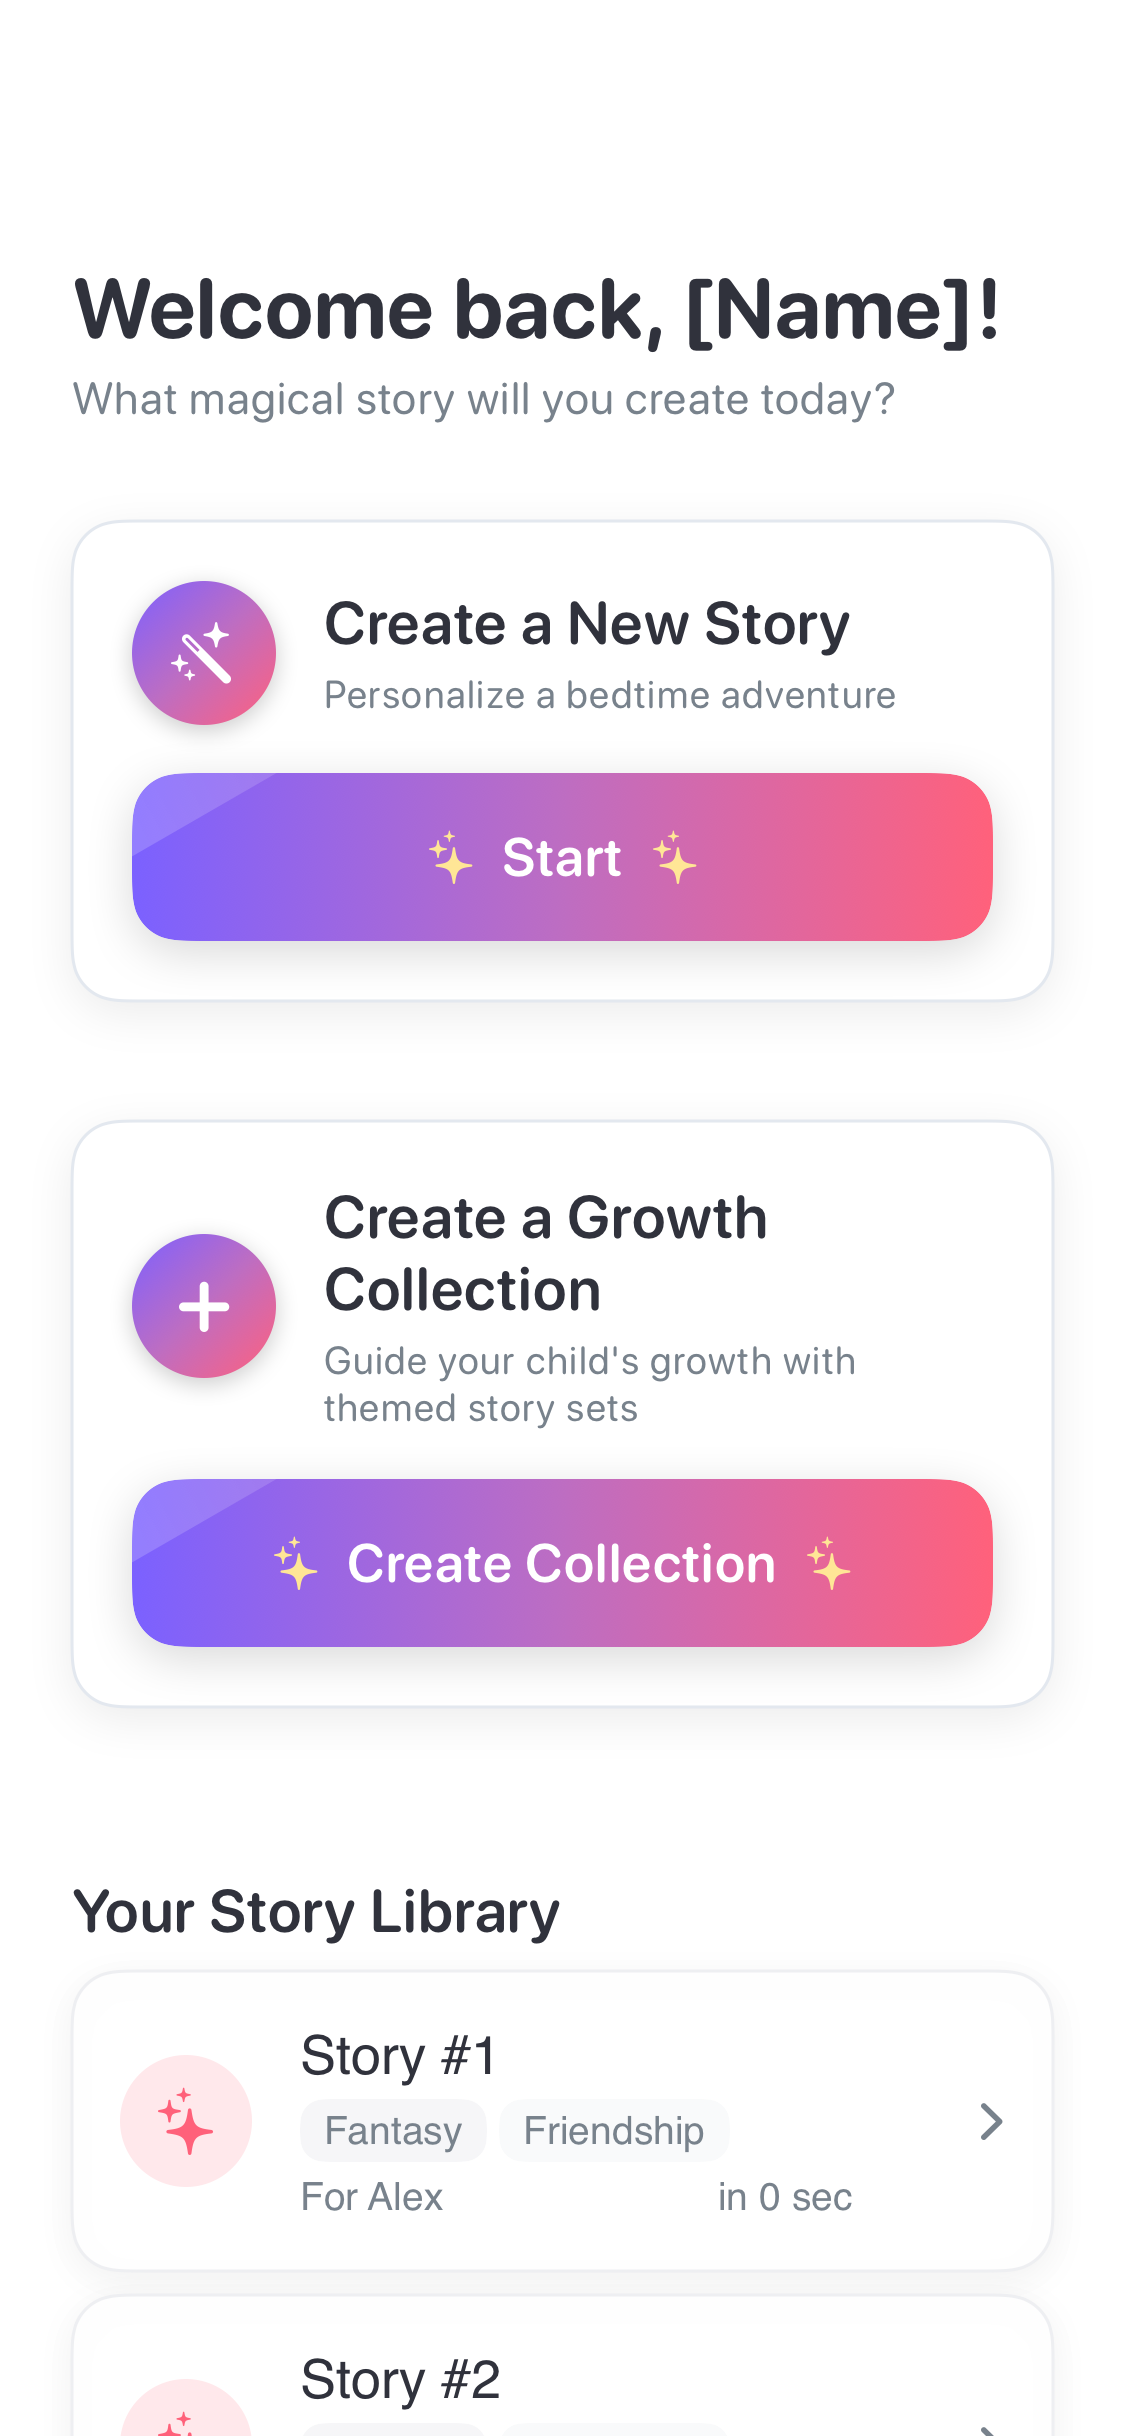 Welcome back, [Name]!
What magical story will you create today?
Create a New Story
Personalize a bedtime adventure
Start
Create a Growth
Collection
Guide your child's growth with
themed story sets
Create Collection
Your Story Library
Story #1
Fantasy Friendship
For Alex in 0 sec
Story #2